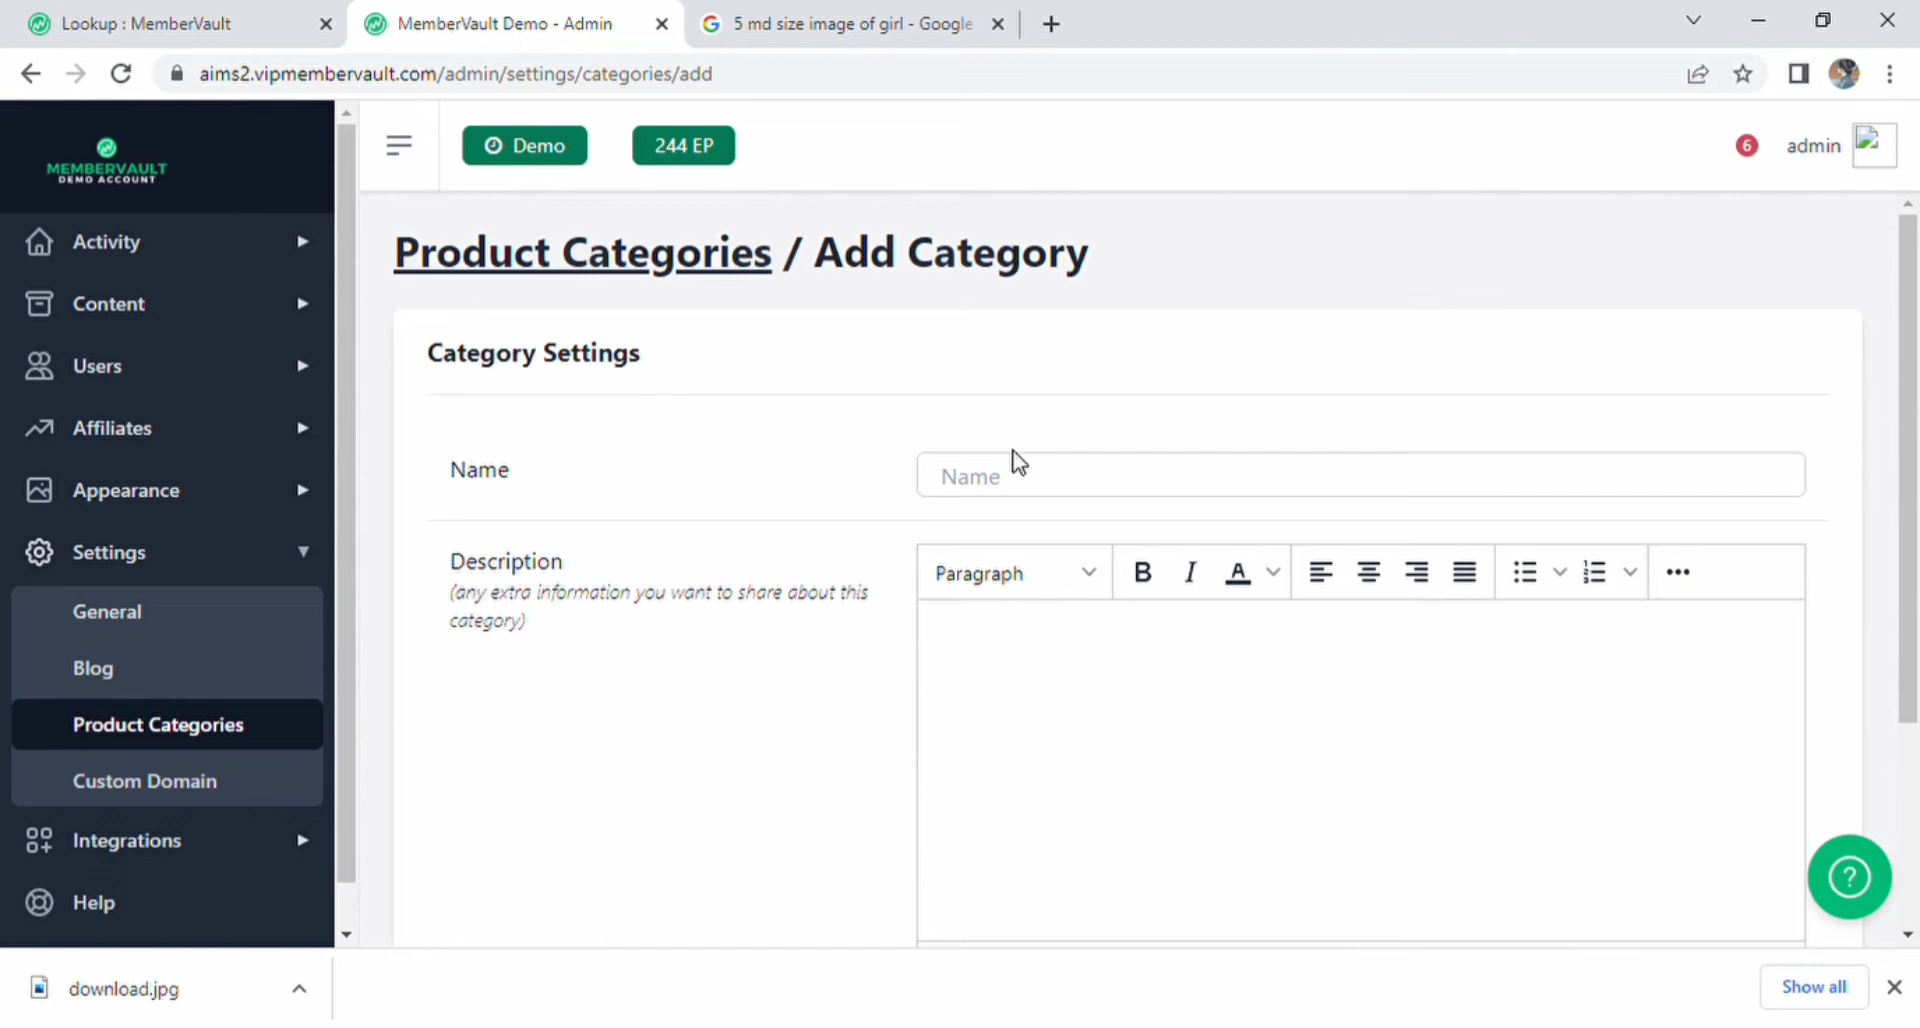 Lookup : MemberVault
MemberVault Demo - Admin
5 md size image of girl - Google
aims2.vipmembervault.com/admin/settings/categories/add
MEMBERVAULT
DEMO ACCOUNT
Demo
244 EP
6
admin
Activity
Content
Users
Affiliates
Appearance
Settings
General
Blog
Product Categories
Custom Domain
Integrations
Help
Product Categories / Add Category
Category Settings
Name
Name
Description
(any extra information you want to share about this
category)
Paragraph
B I A
?
download.jpg
Show all